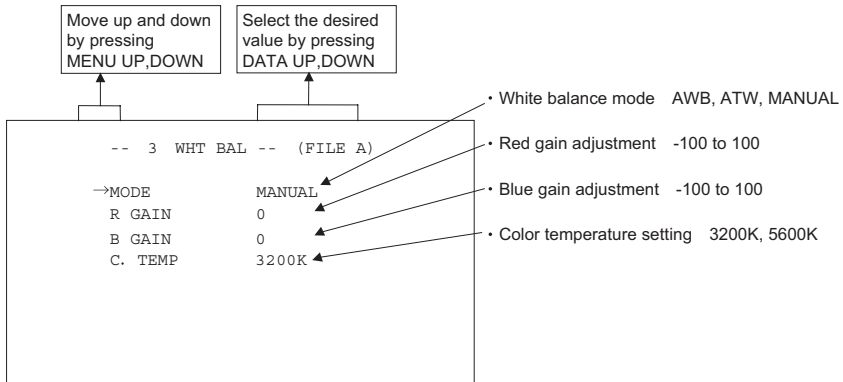 Move up and down
by pressing
MENU UP,DOWN
Select the desired
value by pressing
DATA UP,DOWN
-- 3 WHT BAL -- (FILE A)
→MODE MANUAL
R GAIN 0
B GAIN 0
C. TEMP 3200K
・White balance mode AWB, ATW, MANUAL
・Red gain adjustment -100 to 100
・Blue gain adjustment -100 to 100
・Color temperature setting 3200K, 5600K